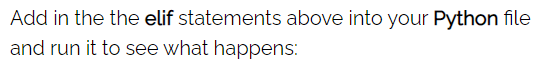 Add in the the elif statements above into your Python file
and run it to see what happens: